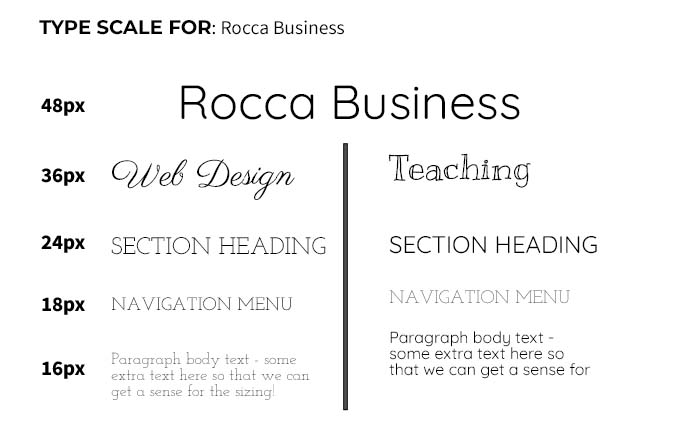 TYPE SCALE FOR: Rocca Business
48px
Rocca Business
36px
Web Design
Teaching
24px
SECTION HEADING
SECTION HEADING
18px
NAVIGATION MENU
NAVIGATION MENU
16px
Paragraph body text - some
extra text here so that we can
get a sense for the sizing!
Paragraph body text -
some extra text here so
that we can get a sense for